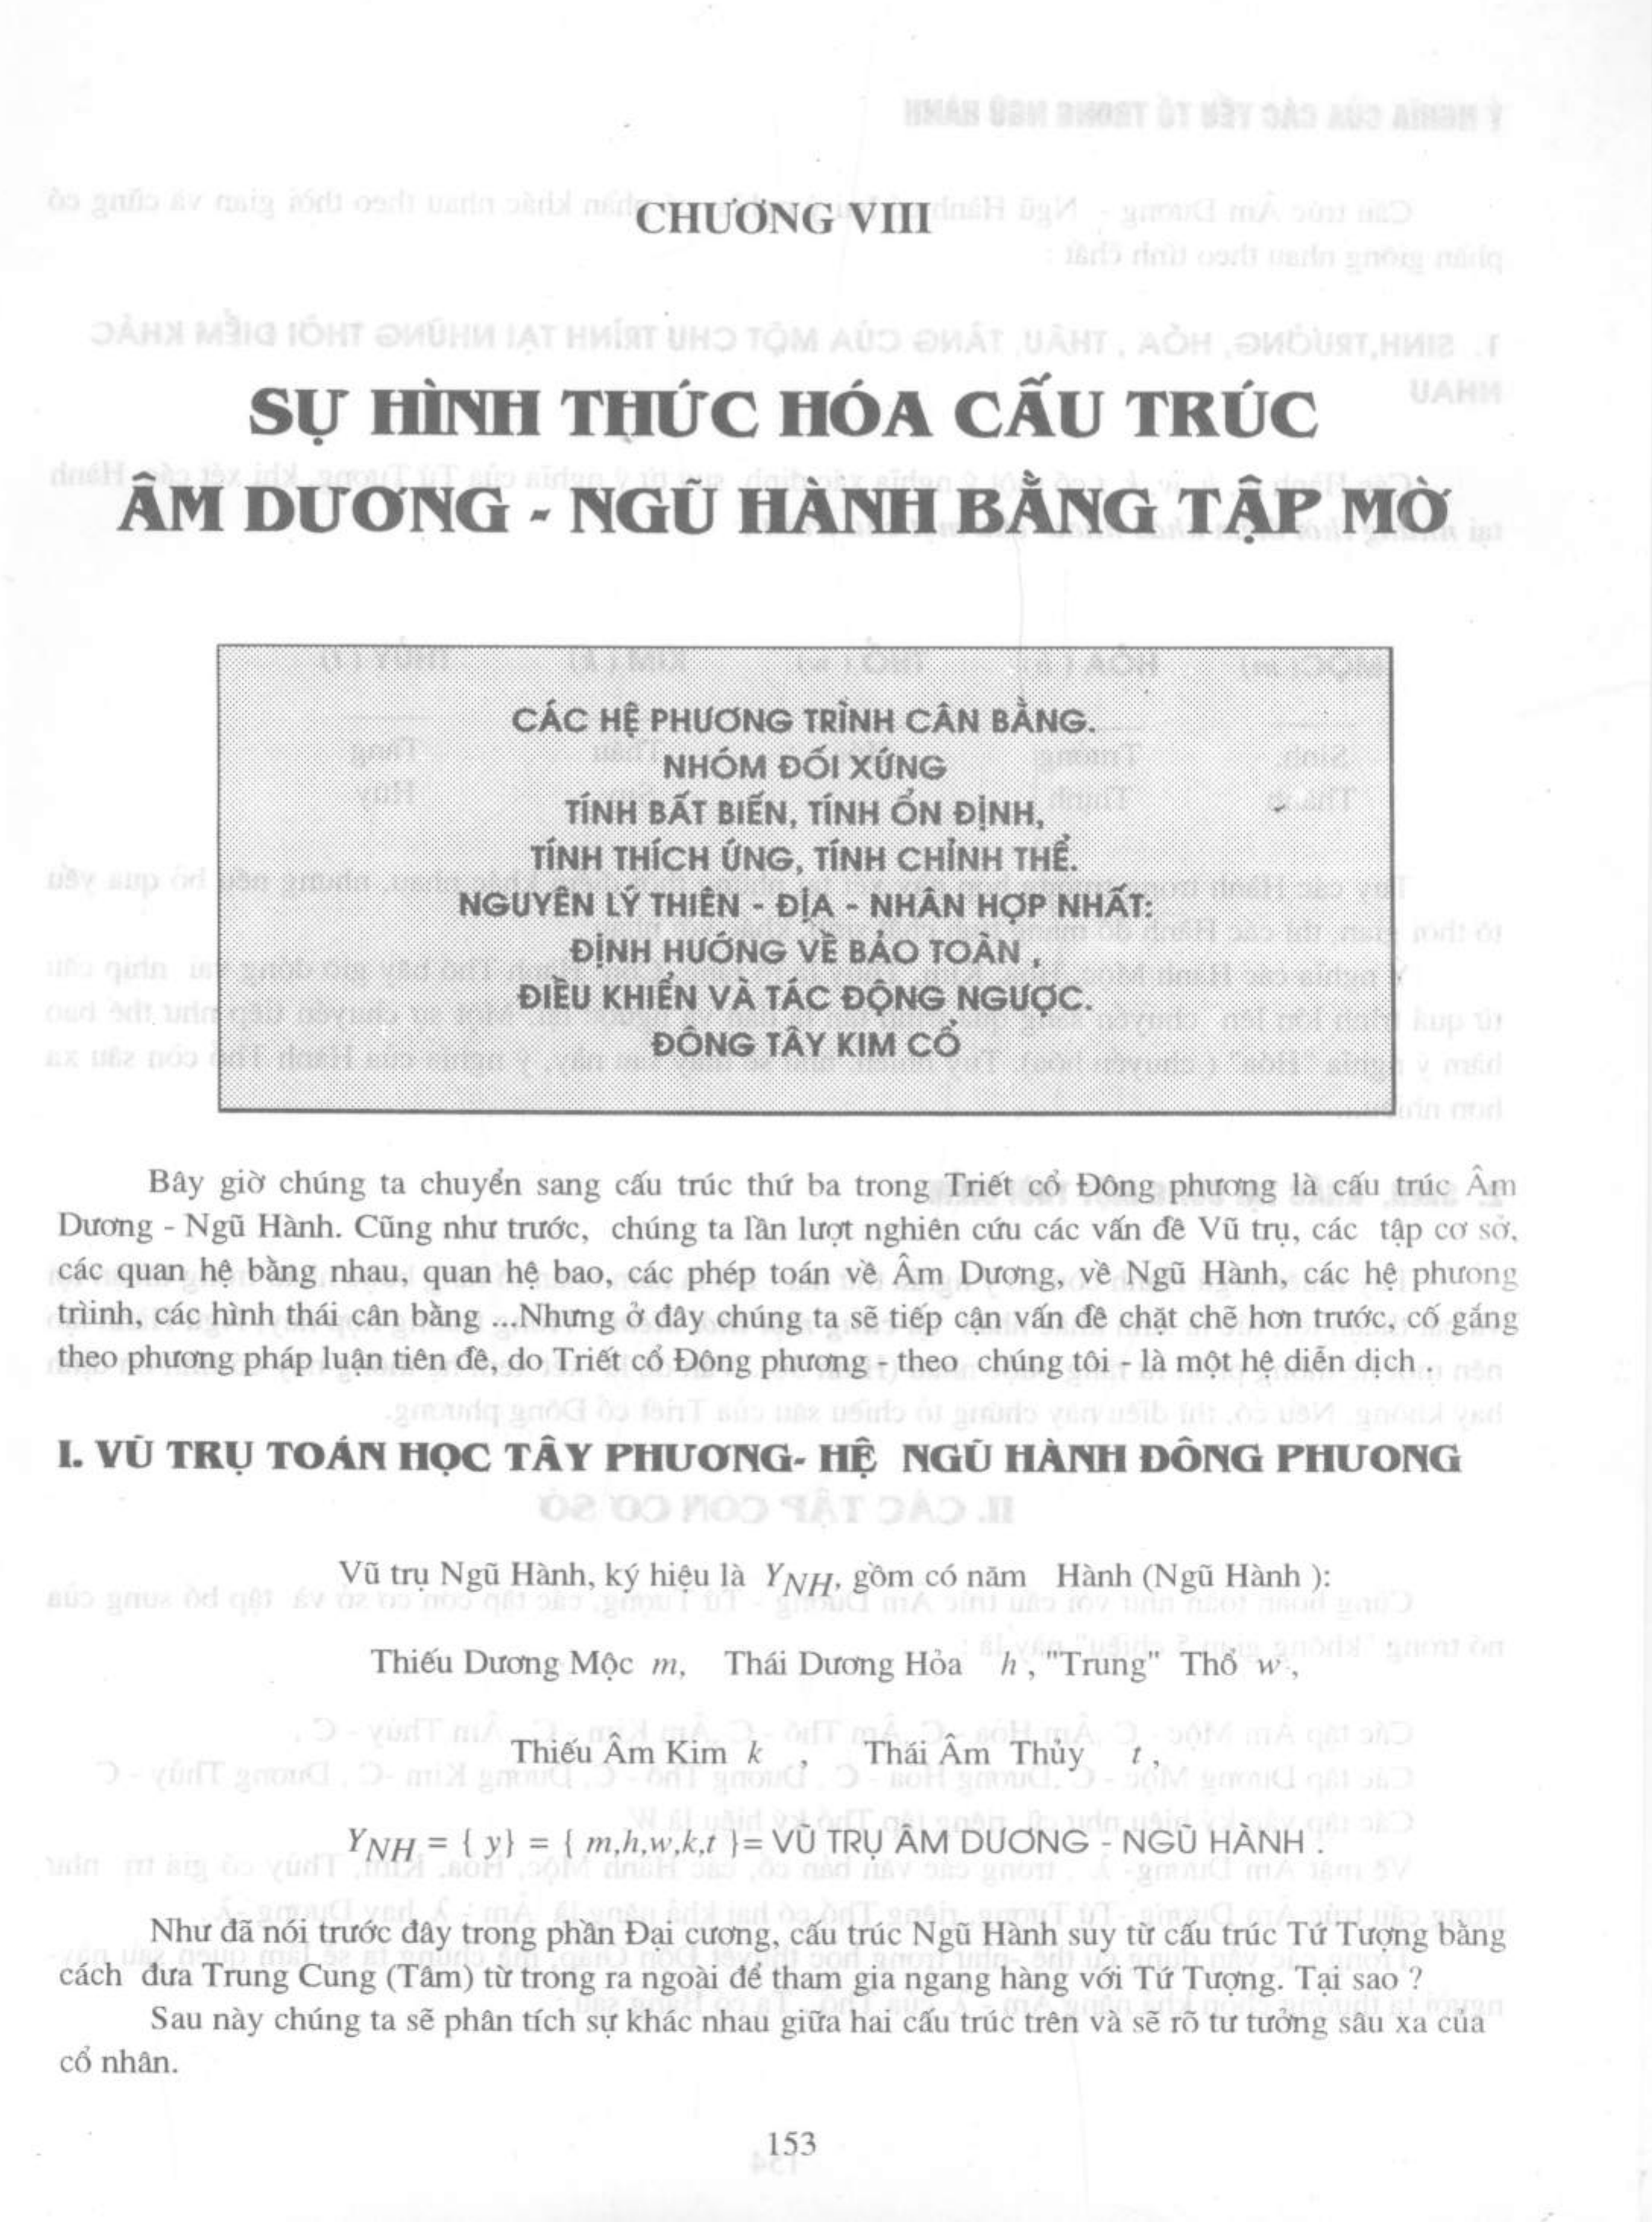 CHƯƠNG VIII
SỰ HÌNH THỨC HÓA CẤU TRÚC
ÂM DƯƠNG - NGŨ HÀNH BẰNG TẬP MỜ
CÁC HỆ PHƯƠNG TRÌNH CÂN BẰNG.
NHÓM ĐỐI XỨNG
TÍNH BẤT BIẾN, TÍNH ỔN ĐỊNH,
TÍNH THÍCH ỨNG, TÍNH CHỈNH THỂ.
NGUYÊN LÝ THIÊN - ĐỊA - NHÂN HỢP NHẤT:
ĐỊNH HƯỚNG VỀ BẢO TOÀN ,
ĐIỀU KHIỂN VÀ TÁC ĐỘNG NGƯỢC.
ĐÔNG TÂY KIM CỔ
Bây giờ chúng ta chuyển sang cấu trúc thứ ba trong Triết cổ Đông phương là cấu trúc Âm
Dương - Ngũ Hành. Cũng như trước, chúng ta lần lượt nghiên cứu các vấn đề Vũ trụ, các tập cơ sở,
các quan hệ bằng nhau, quan hệ bao, các phép toán về Âm Dương, về Ngũ Hành, các hệ phương
trìinh, các hình thái cân bằng ...Nhưng ở đây chúng ta sẽ tiếp cận vấn đề chặt chẽ hơn trước, cố gắng
theo phương pháp luận tiên đề, do Triết cổ Đông phương - theo chúng tôi - là một hệ diễn dịch .
I. VŨ TRỤ TOÁN HỌC TÂY PHƯƠNG- HỆ NGŨ HÀNH ĐÔNG PHƯƠNG
Vũ trụ Ngũ Hành, ký hiệu là YNH, gồm có năm Hành (Ngũ Hành ):
Thiếu Dương Mộc m, Thái Dương Hỏa h , "Trung" Thổ w ,
Thiếu Âm Kim k , Thái Âm Thủy t ,
YNH = { y} = { m,h,w,k,t }= VŨ TRỤ ÂM DƯƠNG - NGŨ HÀNH .
Như đã nói trước đây trong phần Đại cương, cấu trúc Ngũ Hành suy từ cấu trúc Tứ Tượng bằng
cách đưa Trung Cung (Tâm) từ trong ra ngoài để tham gia ngang hàng với Tứ Tượng. Tại sao ?
Sau này chúng ta sẽ phân tích sự khác nhau giữa hai cấu trúc trên và sẽ rõ tư tưởng sâu xa của
cổ nhân.
153